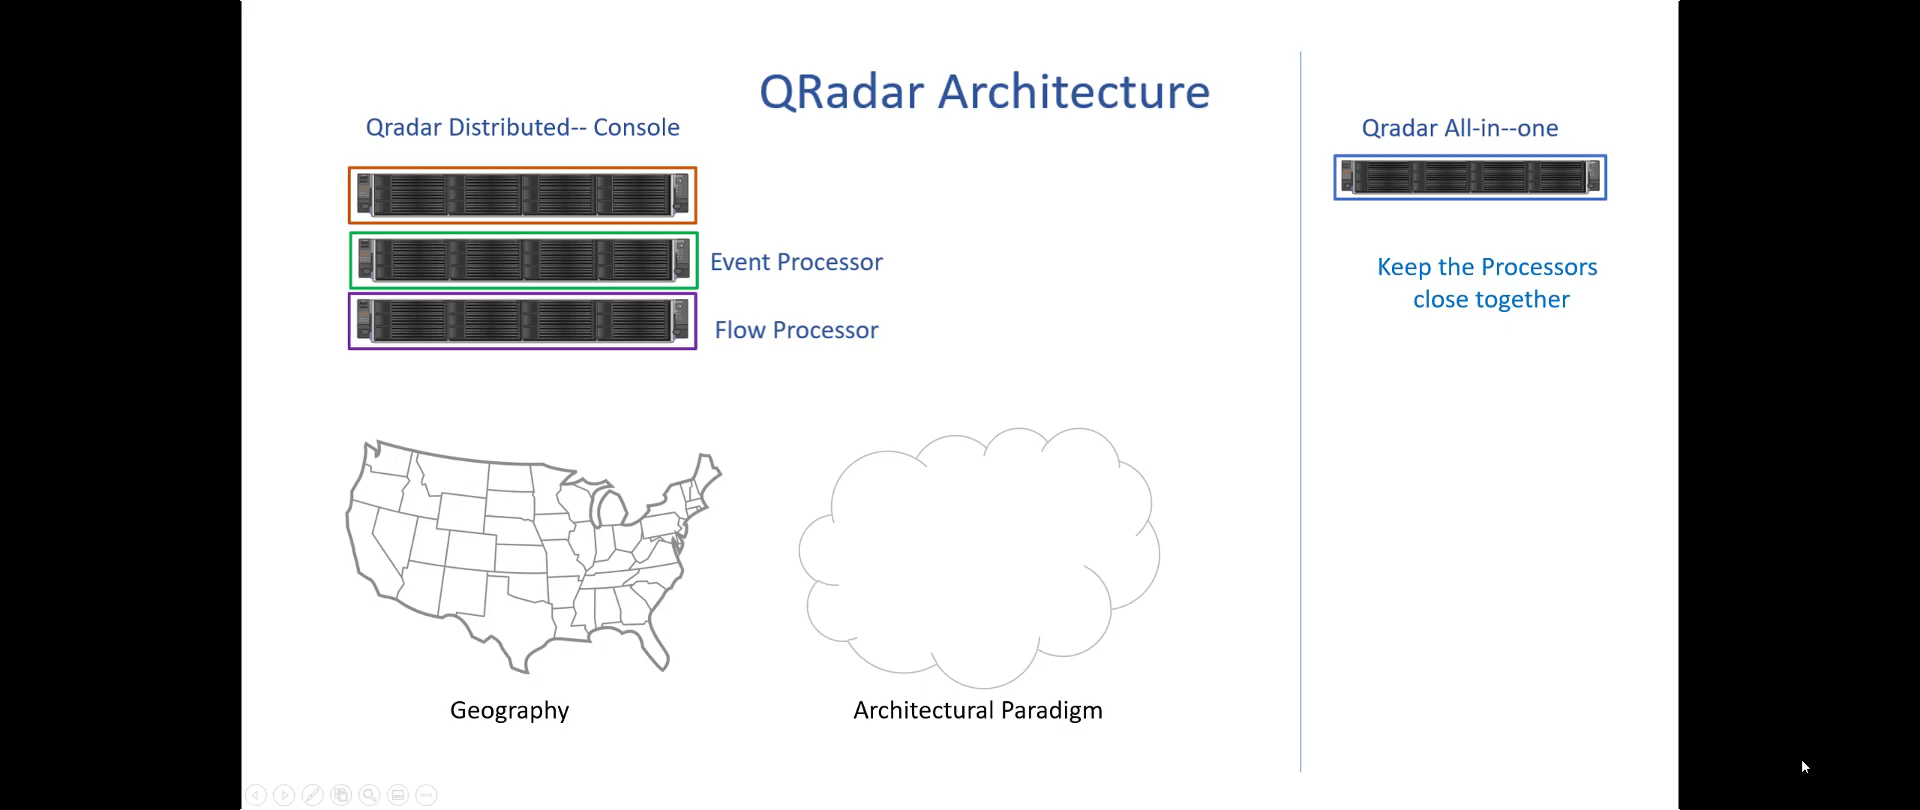 QRadar Architecture
Qradar Distributed-- Console
Event Processor
Flow Processor
Geography
Architectural Paradigm
Qradar All-in--one
Keep the Processors
close together